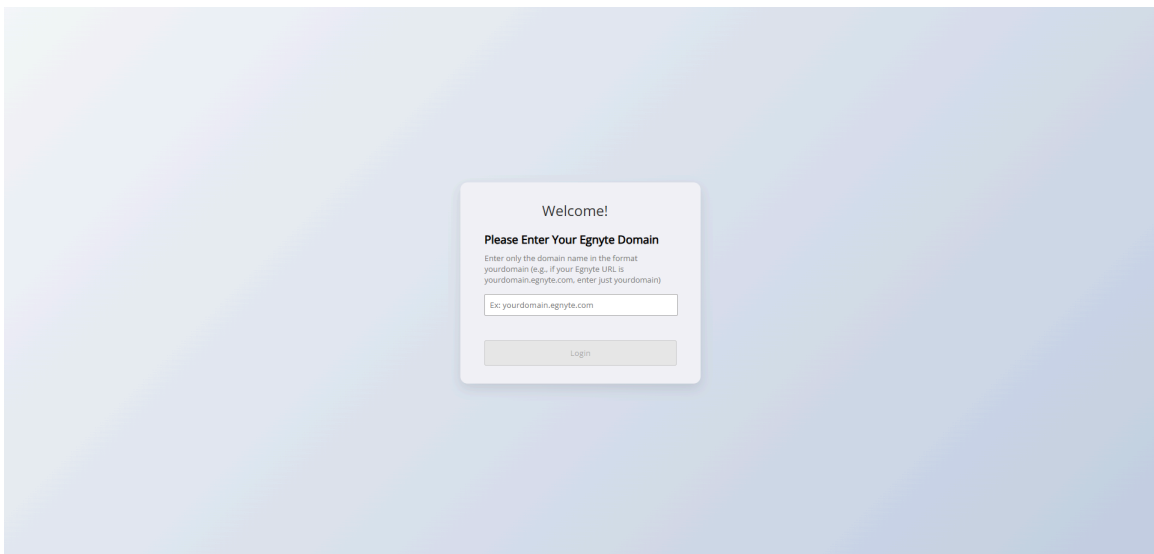 Welcome!
Please Enter Your Egnyte Domain
Enter only the domain name in the format
yourdomain (e.g., if your Egnyte URL is
yourdomain.egnyte.com, enter just yourdomain)
Ex: yourdomain.egnyte.com
Login